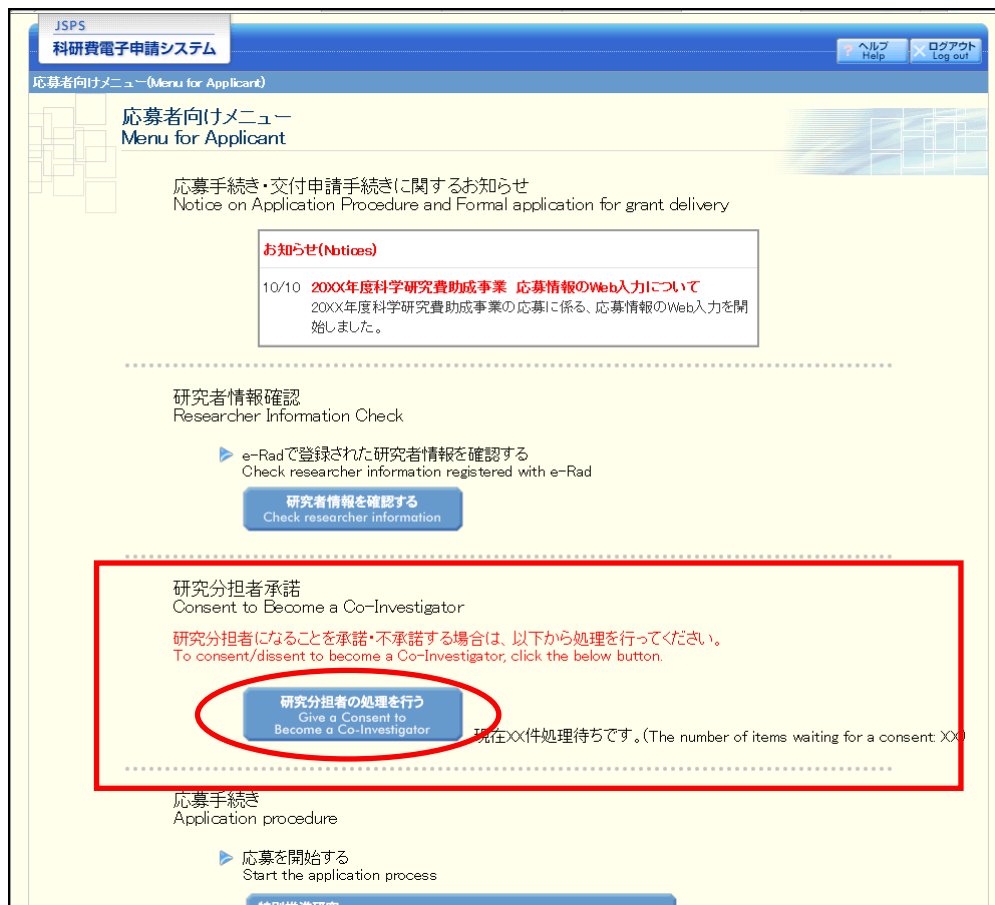 JSPS
科研費電子申請システム
ヘルプ
Help
ログアウト
Log out
応募者向けメニュー(Menu for Applicant)
応募者向けメニュー
Menu for Applicant
応募手続き・交付申請手続きに関するお知らせ
Notice on Application Procedure and Formal application for grant delivery
お知らせ(Notices)
10/10 20XX年度科学研究費助成事業 応募情報のWeb入力について
20XX年度科学研究費助成事業の応募に係る、応募情報のWeb入力を開
始しました。
研究者情報確認
Researcher Information Check
e-Radで登録された研究者情報を確認する
Check researcher information registered with e-Rad
研究者情報を確認する
Check researcher information
研究分担者承諾
Consent to Become a Co-Investigator
研究分担者になることを承諾・不承諾する場合は、以下から処理を行ってください。
To consent/dissent to become a Co-Investigator, click the below button.
研究分担者の処理を行う
Give a Consent to
Become a Co-Investigator
現在XX件処理待ちです。(The number of items waiting for a consent: XX)
応募手続き
Application procedure
応募を開始する
Start the application process